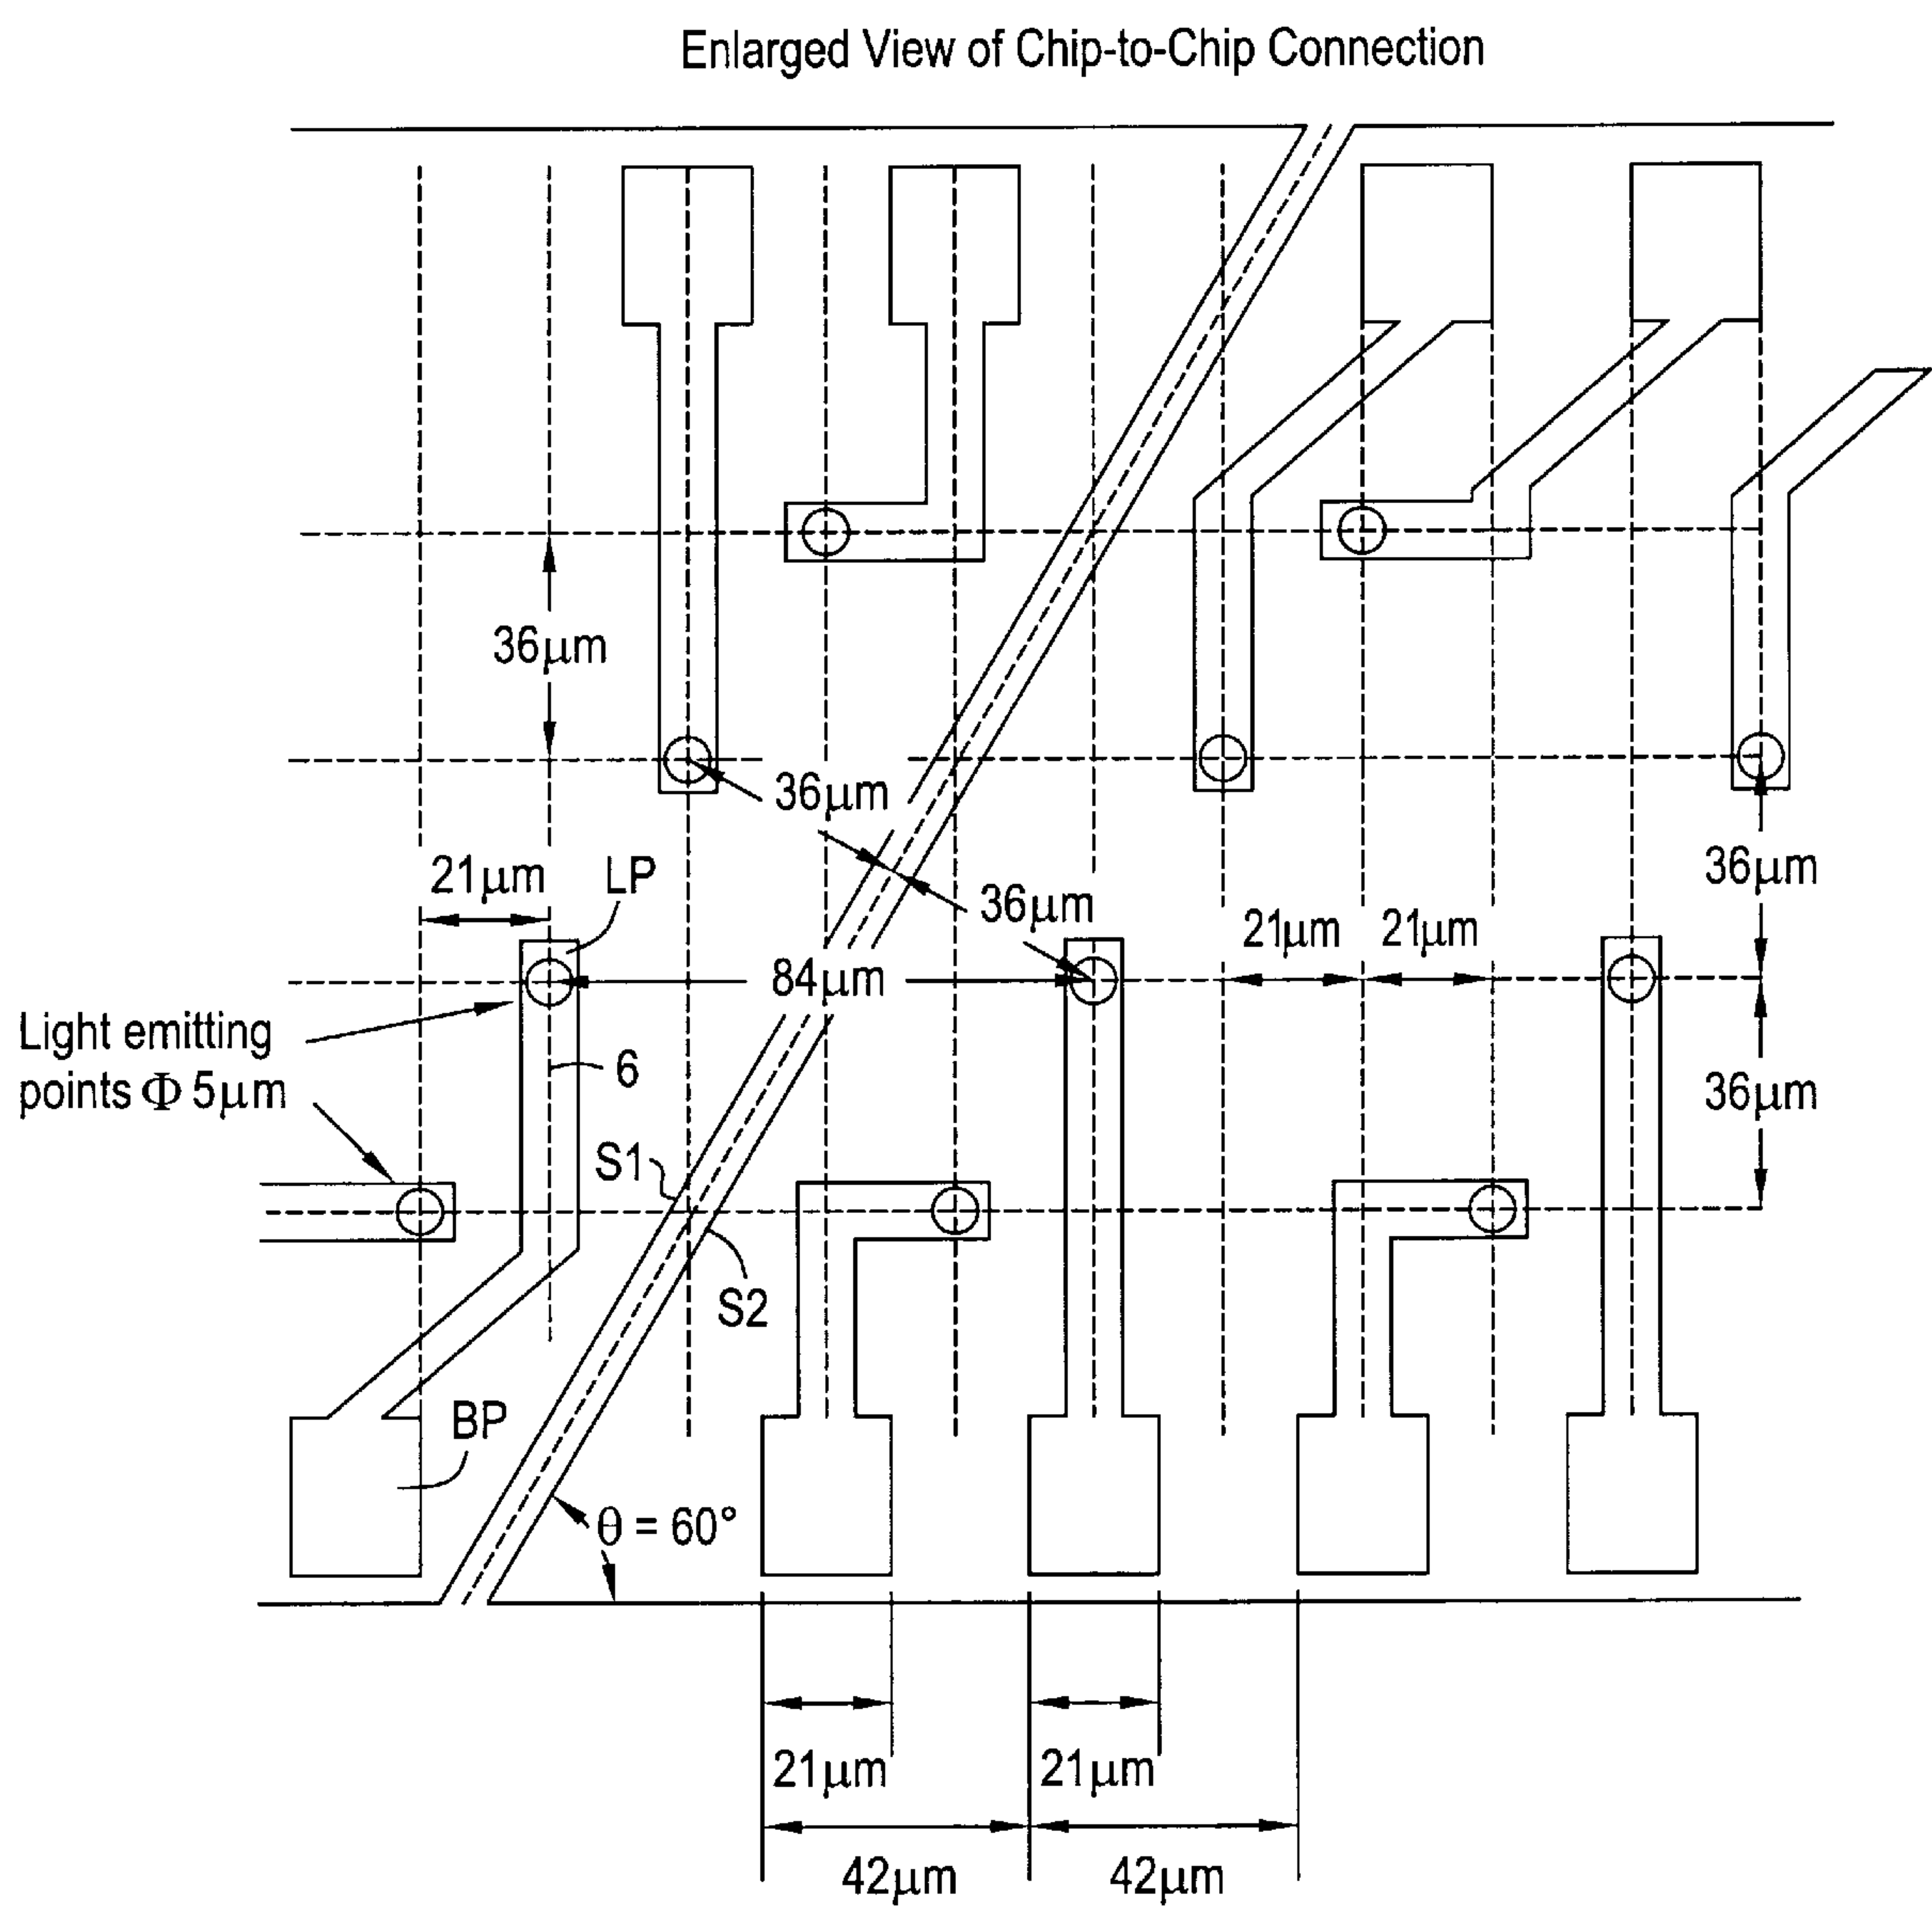 Enlarged View of Chip-to-Chip Connection
36μm
36μm
21μm
LP
36μm
36μm
21μm
21μm
84μm
Light emitting
points Φ 5μm
6
36μm
S1
S2
BP
θ = 60°
21μm
21μm
42μm
42μm